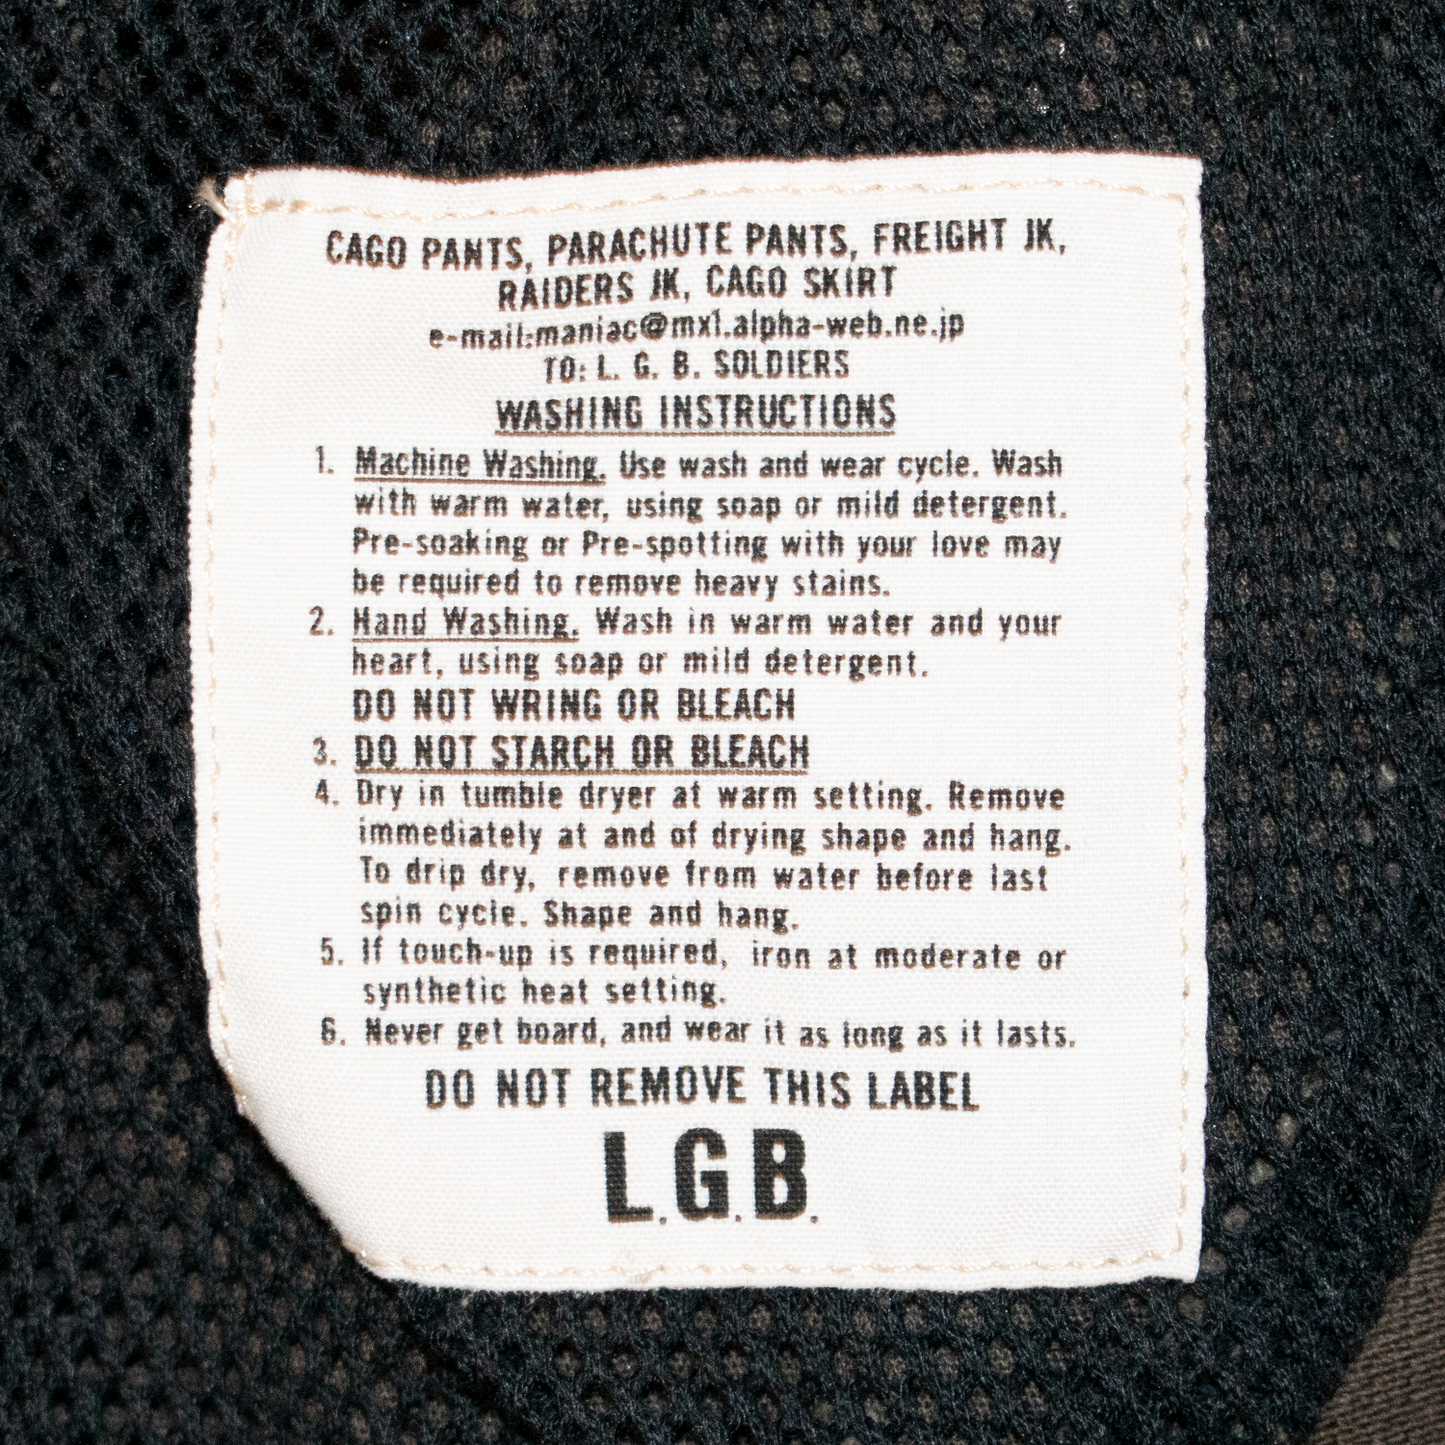 CAGO PANTS, PARACHUTE PANTS, FREIGHT JK,
RAIDERS JK, CAGO SKIRT
e-mail:maniac@mx1.alpha-web.ne.jp
TO: L. G. B. SOLDIERS
WASHING INSTRUCTIONS
1. Machine Washing. Use wash and wear cycle. Wash
with warm water, using soap or mild detergent.
Pre-soaking or Pre-spotting with your love may
be required to remove heavy stains.
2. Hand Washing. Wash in warm water and your
heart, using soap or mild detergent.
DO NOT WRING OR BLEACH
3. DO NOT STARCH OR BLEACH
4. Dry in tumble dryer at warm setting. Remove
immediately at and of drying shape and hang.
To drip dry, remove from water before last
spin cycle. Shape and hang.
5. If touch-up is required, iron at moderate or
synthetic heat setting.
6. Never get board, and wear it as long as it lasts.
DO NOT REMOVE THIS LABEL
L.G.B.